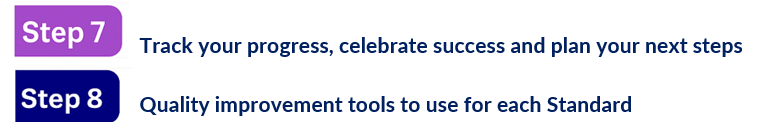 Step 7 Track your progress, celebrate success and plan your next steps
Step 8 Quality improvement tools to use for each Standard